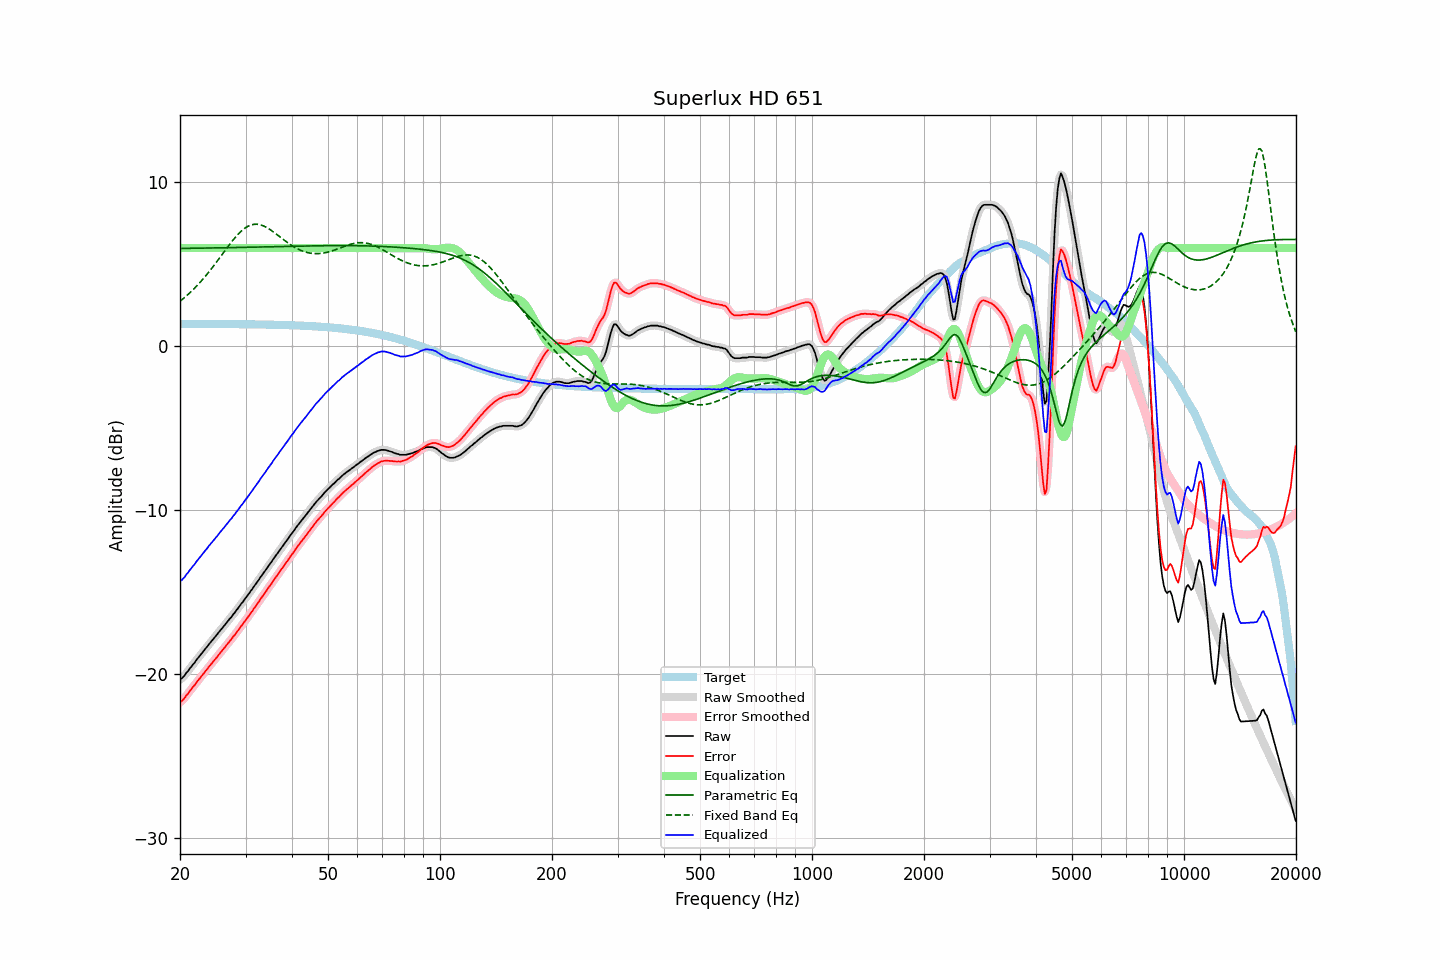 Superlux HD 651
Amplitude (dBr)
10
0
−10
−20
−30
Target
Raw Smoothed
Error Smoothed
Raw
Error
Equalization
Parametric Eq
Fixed Band Eq
Equalized
20 50 100 200 500 1000 2000 5000 10000 20000
Frequency (Hz)